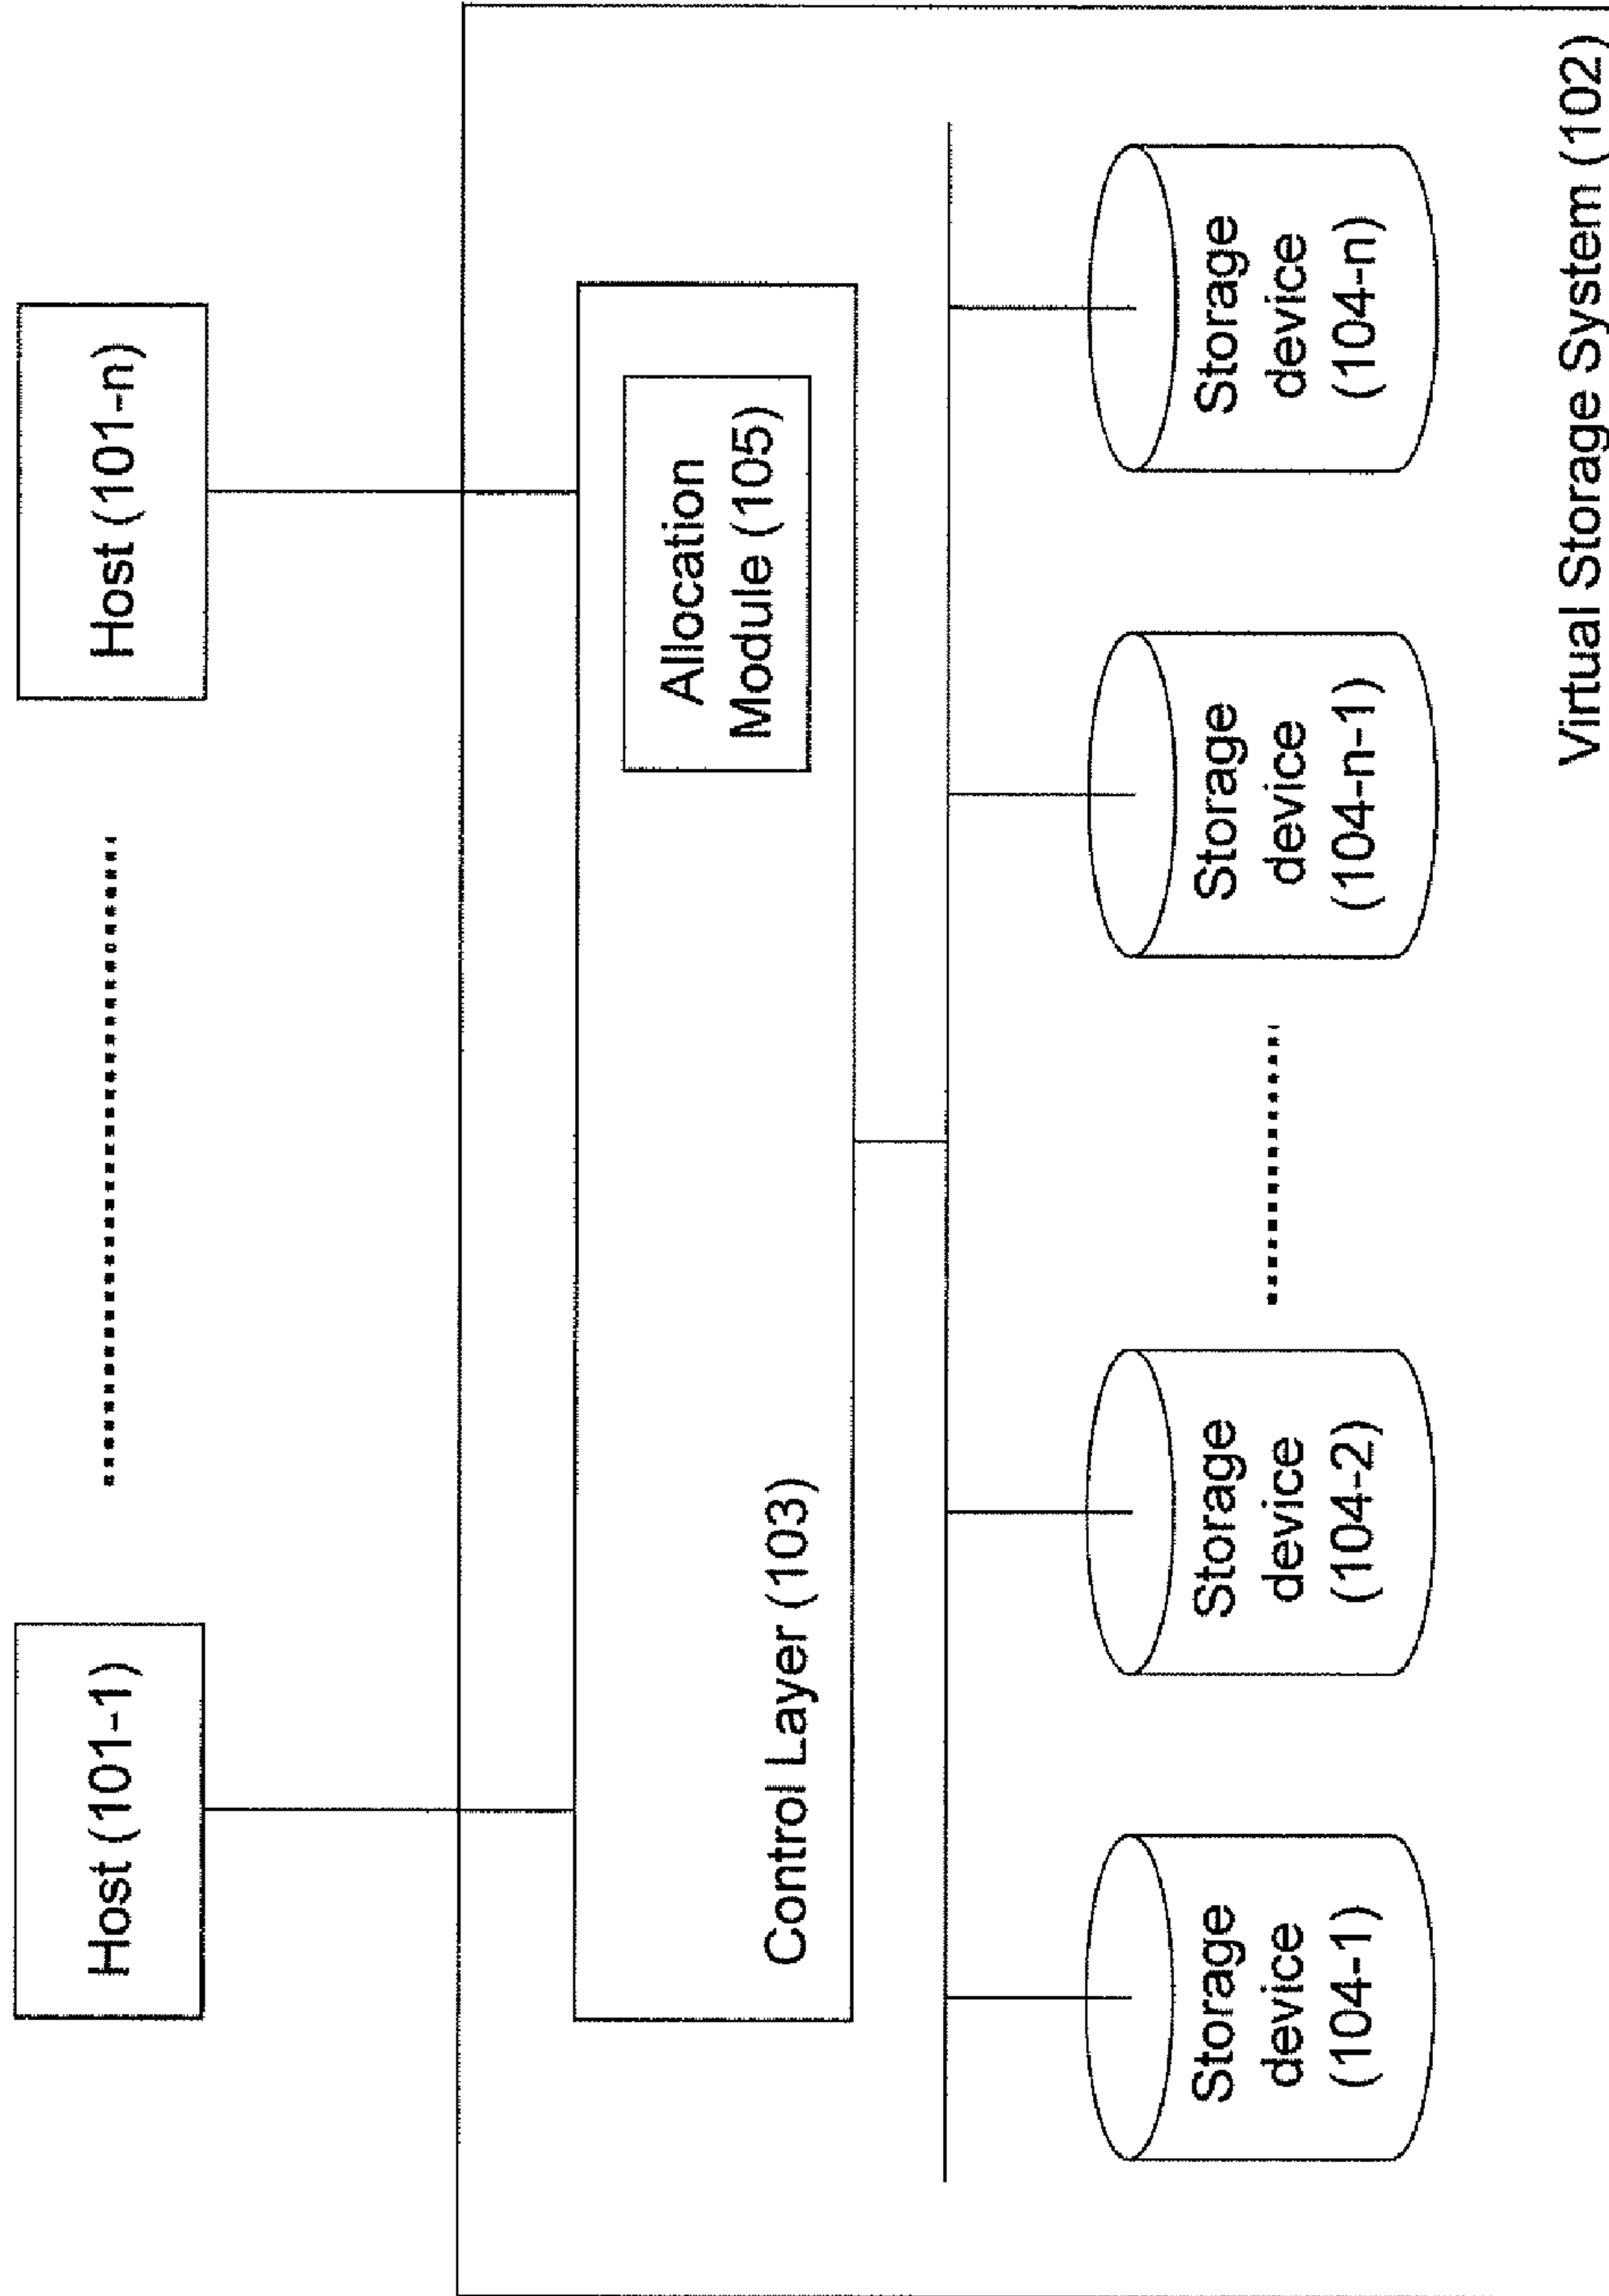 Host (101-1)
Host (101-n)
Allocation
Module (105)
Control Layer (103)
Storage
device
(104-1)
Storage
device
(104-2)
Storage
device
(104-n-1)
Storage
device
(104-n)
Virtual Storage System (102)